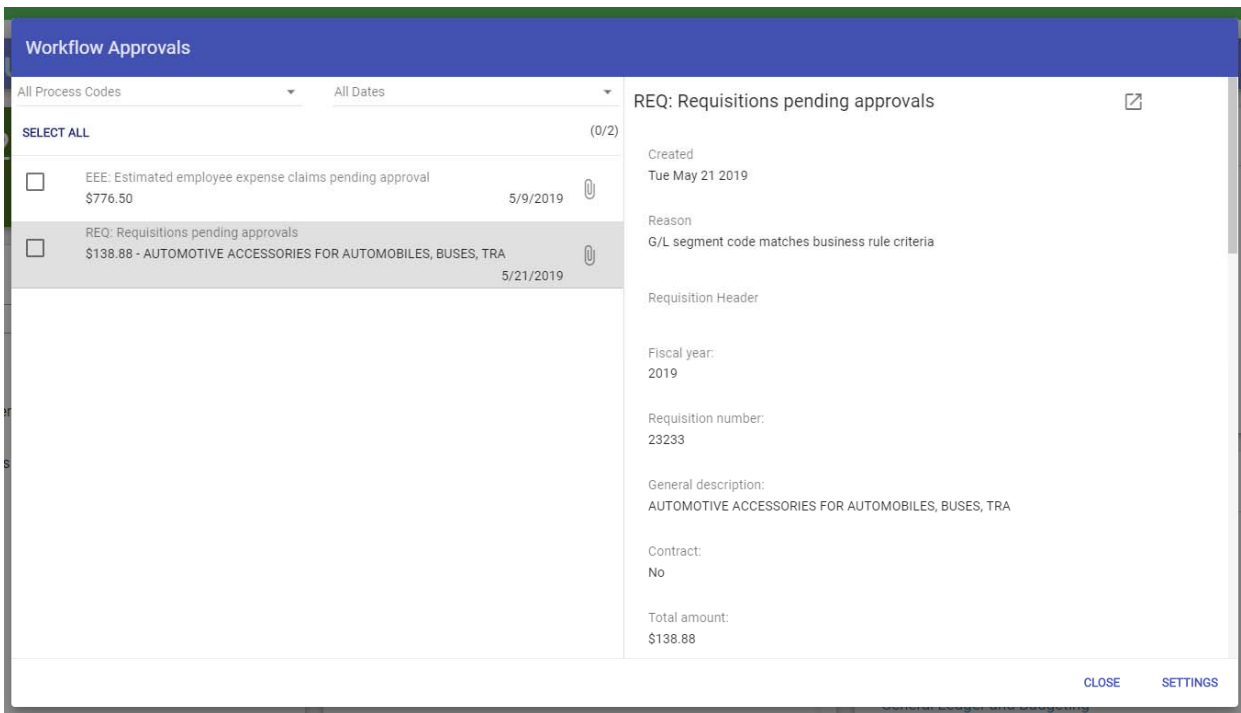 Workflow Approvals
All Process Codes
All Dates
SELECT ALL
(0/2)
EEE: Estimated employee expense claims pending approval
$776.50
5/9/2019
REQ: Requisitions pending approvals
$138.88 - AUTOMOTIVE ACCESSORIES FOR AUTOMOBILES, BUSES, TRA
5/21/2019
REQ: Requisitions pending approvals
Created
Tue May 21 2019
Reason
G/L segment code matches business rule criteria
Requisition Header
Fiscal year:
2019
Requisition number:
23233
General description:
AUTOMOTIVE ACCESSORIES FOR AUTOMOBILES, BUSES, TRA
Contract:
No
Total amount:
$138.88
CLOSE
SETTINGS
General Ledger and Budgeting